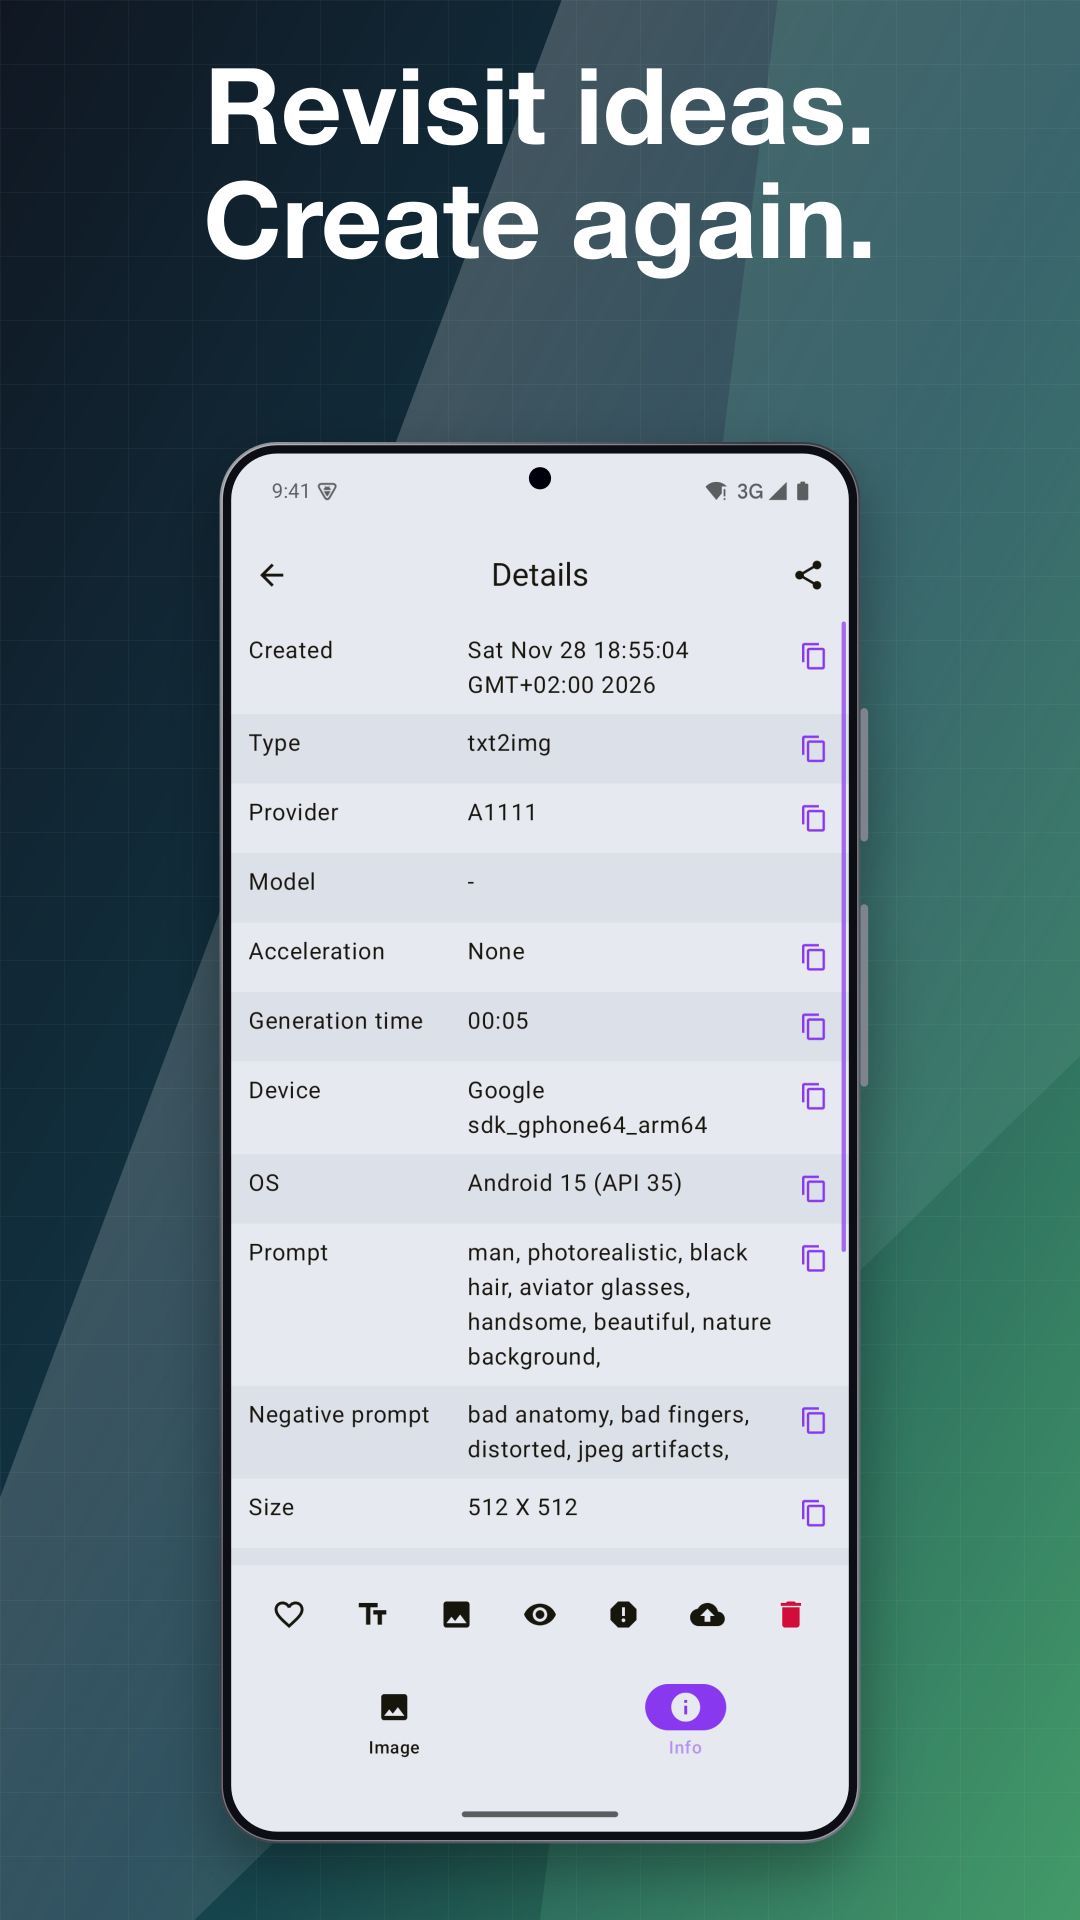 Revisit ideas.
Create again.
9:41
3G
Details
Created
Sat Nov 28 18:55:04
GMT+02:00 2026
Type
txt2img
Provider
A1111
Model
-
Acceleration
None
Generation time
00:05
Device
Google
sdk_gphone64_arm64
OS
Android 15 (API 35)
Prompt
man, photorealistic, black
hair, aviator glasses,
handsome, beautiful, nature
background,
Negative prompt
bad anatomy, bad fingers,
distorted, jpeg artifacts,
Size
512 X 512
Image
Info